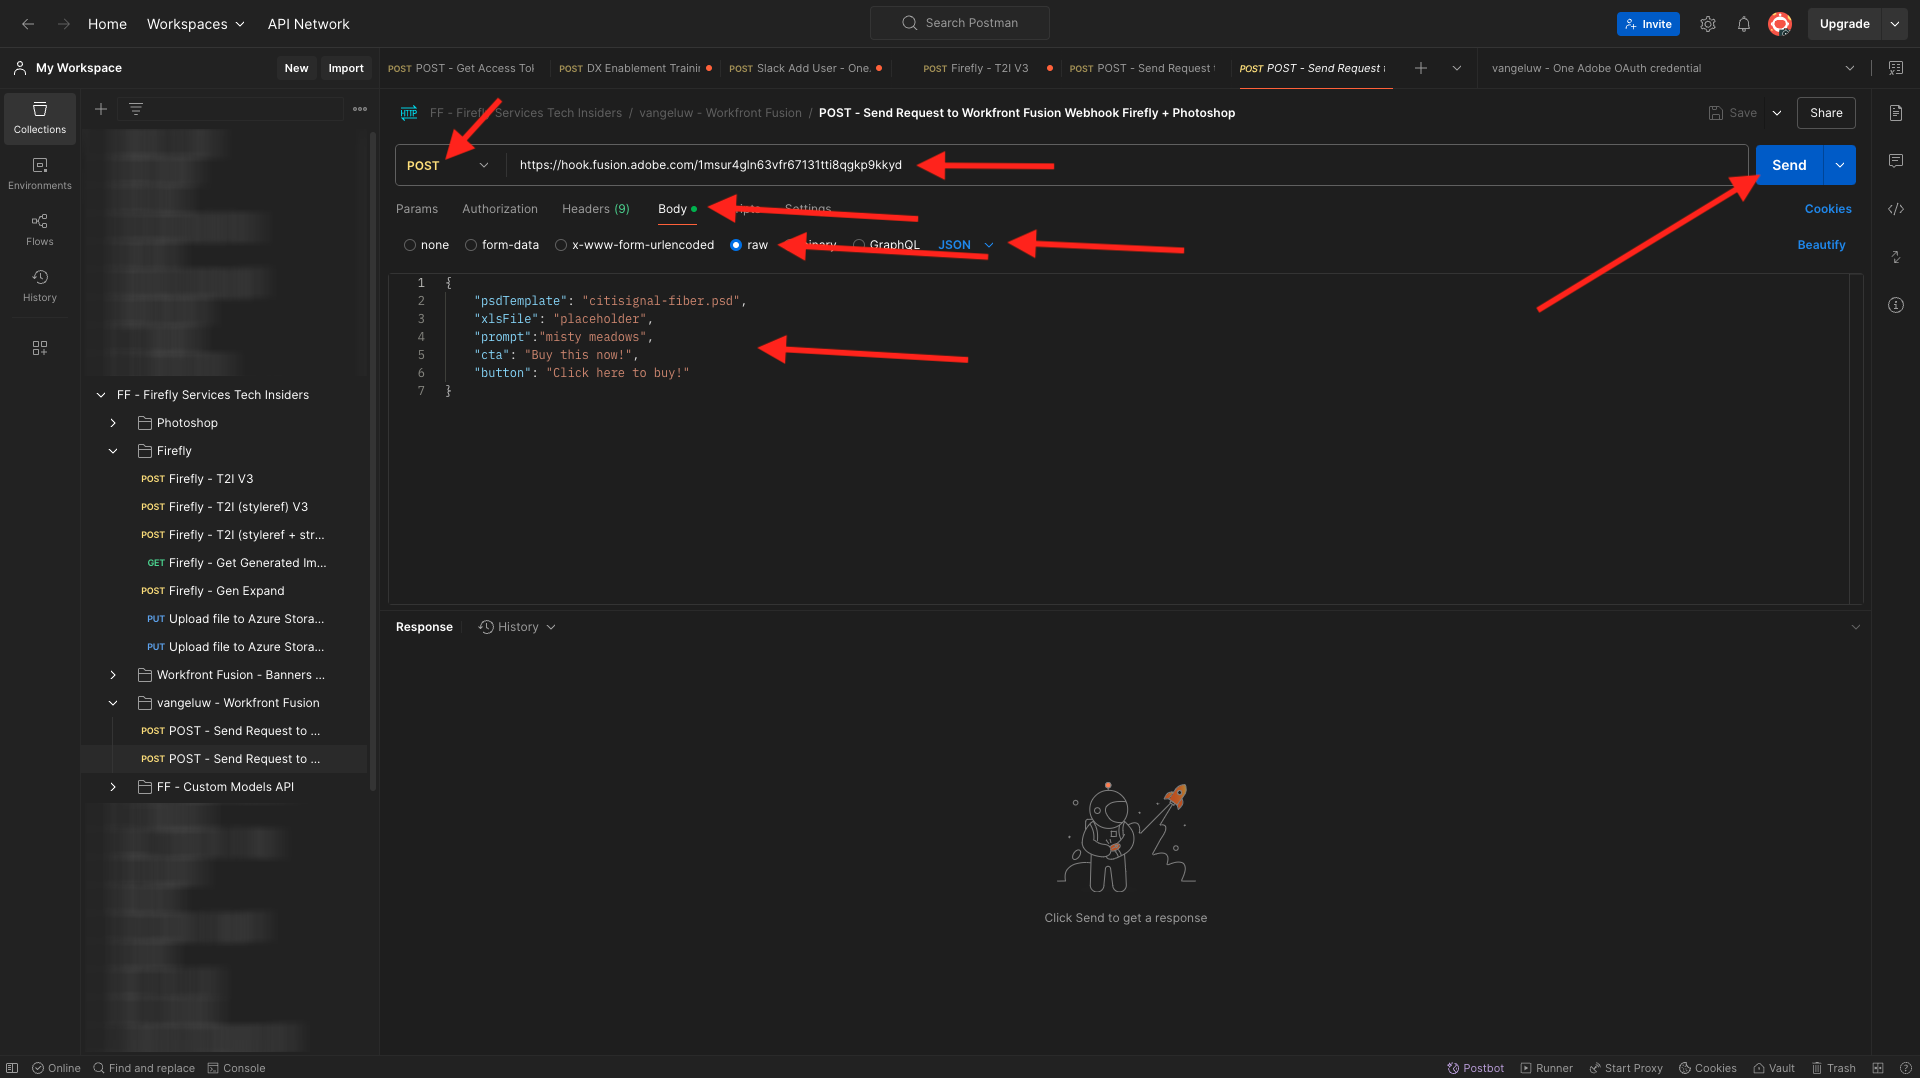 Home
Workspaces
API Network
Search Postman
Invite
Upgrade
My Workspace
New
Import
POST POST - Get Access Tok
POST DX Enablement Traini
POST Slack Add User - One.
POST Firefly - T2I V3
POST POST - Send Request
POST POST - Send Request
vangeluw - One Adobe OAuth credential
Collections
Environments
Flows
History
FF - Firefly Services Tech Insiders / vangeluw - Workfront Fusion / POST - Send Request to Workfront Fusion Webhook Firefly + Photoshop
Save
Share
POST
https://hook.fusion.adobe.com/1msur4gln63vfr67131tti8qgkp9kkyd
Send
Params
Authorization
Headers (9)
Body
Settings
Cookies
none
form-data
x-www-form-urlencoded
raw
binary
GraphQL
JSON
Beautify
1 {
2 "psdTemplate": "citisignal-fiber.psd",
3 "xlsFile": "placeholder",
4 "prompt":"misty meadows",
5 "cta": "Buy this now!",
6 "button": "Click here to buy!"
7 }
FF - Firefly Services Tech Insiders
Photoshop
Firefly
POST Firefly - T2I V3
POST Firefly - T2I (styleref) V3
POST Firefly - T2I (styleref + str...
GET Firefly - Get Generated Im...
POST Firefly - Gen Expand
PUT Upload file to Azure Stora...
PUT Upload file to Azure Stora...
Workfront Fusion - Banners ...
vangeluw - Workfront Fusion
POST POST - Send Request to ...
POST POST - Send Request to ...
FF - Custom Models API
Response
History
Click Send to get a response
Online
Find and replace
Console
Postbot
Runner
Start Proxy
Cookies
Vault
Trash